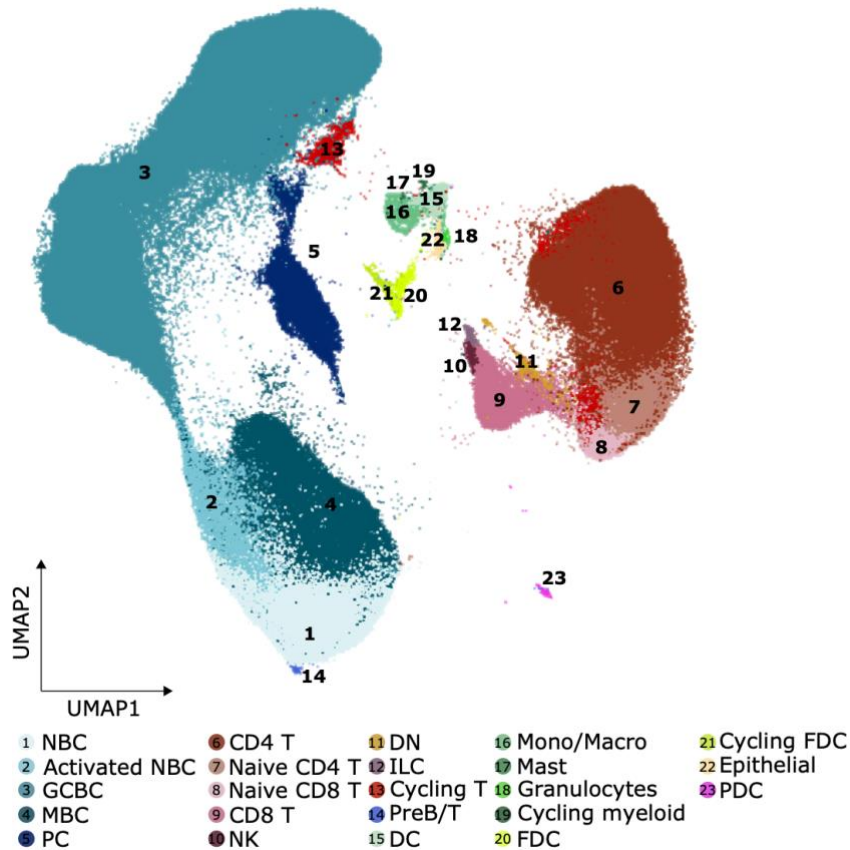 13
3
19
17
15
16
22
18
5
6
21
20
12
11
10
9
7
8
2
4
23
1
14
UMAP2
UMAP1
1 NBC
2 Activated NBC
3 GCBC
4 MBC
5 PC
6 CD4 T
7 Naive CD4 T
8 Naive CD8 T
9 CD8 T
10 NK
11 DN
12 ILC
13 Cycling T
14 PreB/T
15 DC
16 Mono/Macro
17 Mast
18 Granulocytes
19 Cycling myeloid
20 FDC
21 Cycling FDC
22 Epithelial
23 PDC